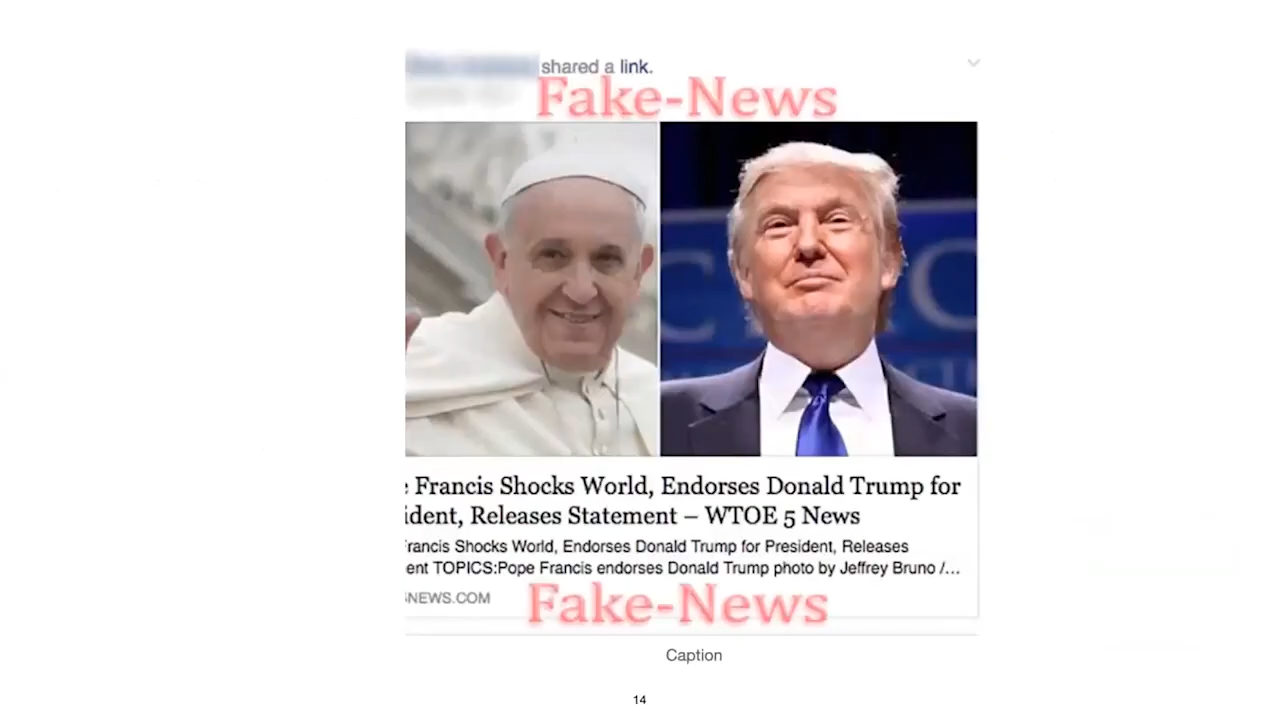 shared a link.
Fake-News
Francis Shocks World, Endorses Donald Trump for
ident, Releases Statement – WTOE 5 News
Francis Shocks World, Endorses Donald Trump for President, Releases
ent TOPICS:Pope Francis endorses Donald Trump photo by Jeffrey Bruno /...
NEWS.COM
Fake-News
Caption
14